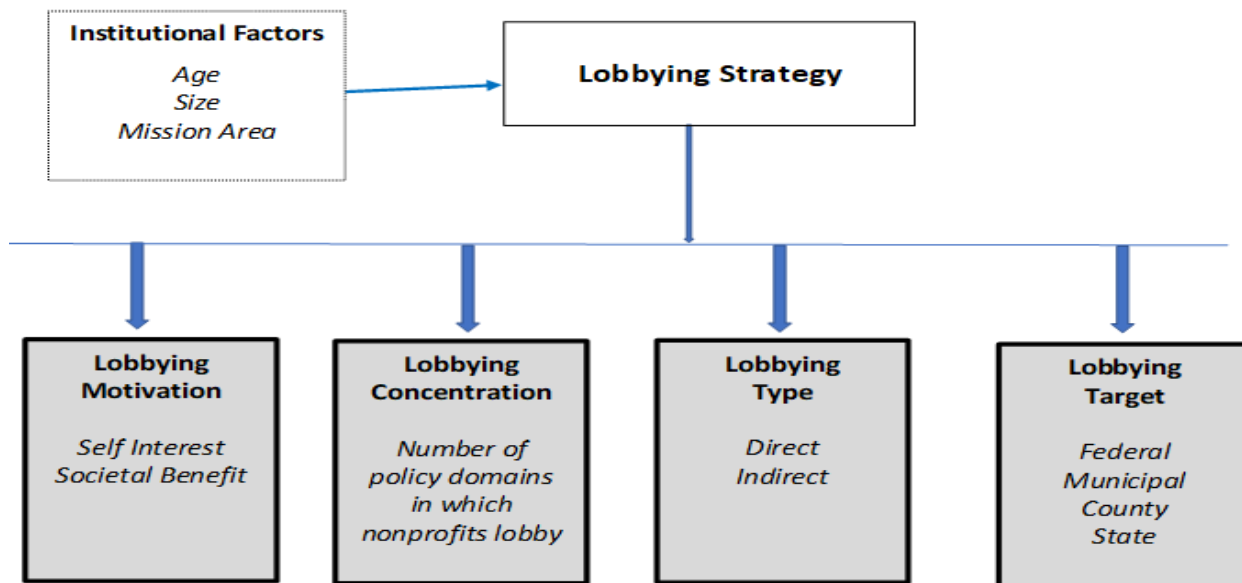 Institutional Factors
Age
Size
Mission Area
Lobbying Strategy
Lobbying
Motivation
Self Interest
Societal Benefit
Lobbying
Concentration
Number of
policy domains
in which
nonprofits lobby
Lobbying
Type
Direct
Indirect
Lobbying
Target
Federal
Municipal
County
State